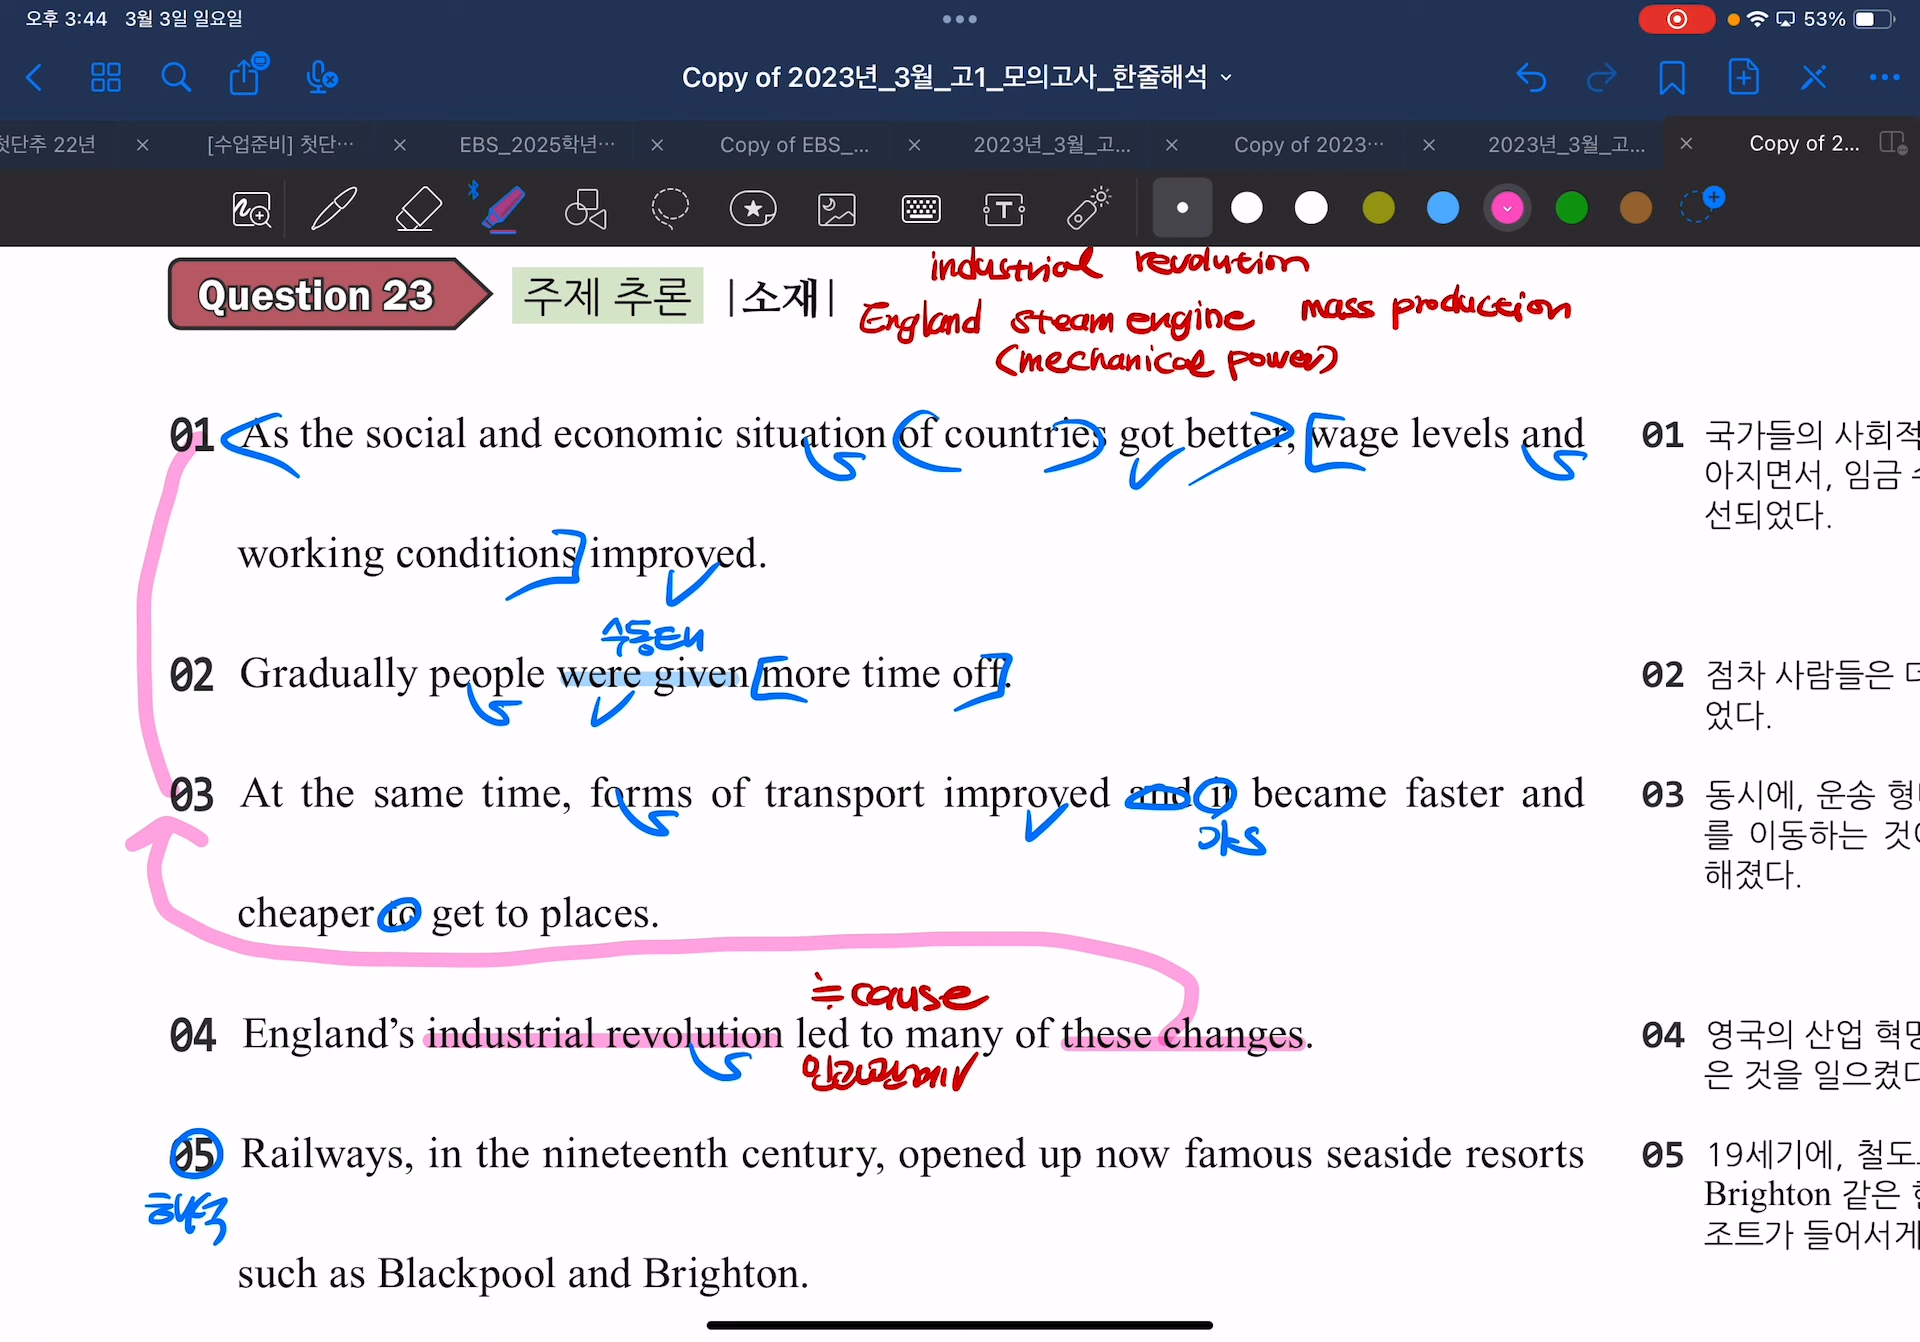 오후 3:44 3월 3일 일요일
53%
Copy of 2023년_3월_고1_모의고사_한줄해석
첫단추 22년
[수업준비] 첫단…
EBS_2025학년…
Copy of EBS_...
2023년_3월_고...
Copy of 2023…
2023년_3월_고...
Copy of 2...
industrial revolution
Question 23 주제 추론 |소재|
England steam engine mass production
(mechanical power)
01 As the social and economic situation of countries got better, wage levels and
working conditions improved.
수동태
02 Gradually people were given more time off.
03 At the same time, forms of transport improved and it became faster and
가S
cheaper to get to places.
≒ cause
04 England's industrial revolution led to many of these changes.
인과관계
05 Railways, in the nineteenth century, opened up now famous seaside resorts
해석
such as Blackpool and Brighton.
01 국가들의 사회적
아지면서, 임금
선되었다.
02 점차 사람들은 더
었다.
03 동시에, 운송 형
를 이동하는 것
해졌다.
04 영국의 산업 혁명
은 것을 일으켰다
05 19세기에, 철도
Brighton 같은
조트가 들어서게